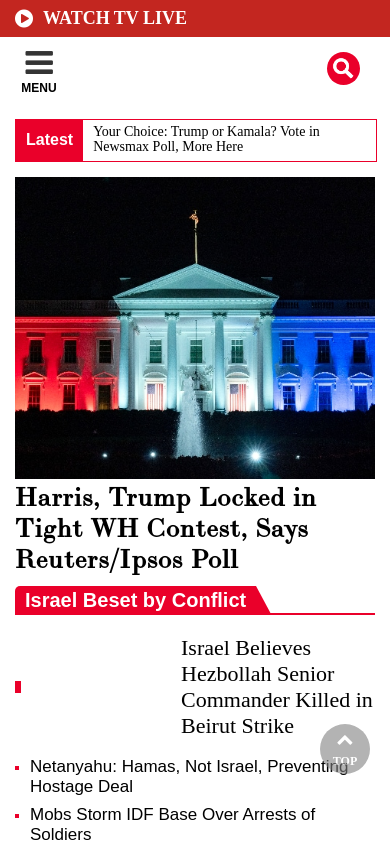 WATCH TV LIVE
MENU
Latest
Your Choice: Trump or Kamala? Vote in
Newsmax Poll, More Here
Harris, Trump Locked in
Tight WH Contest, Says
Reuters/Ipsos Poll
Israel Beset by Conflict
Israel Believes
Hezbollah Senior
Commander Killed in
Beirut Strike
TOP
Netanyahu: Hamas, Not Israel, Preventing
Hostage Deal
Mobs Storm IDF Base Over Arrests of
Soldiers